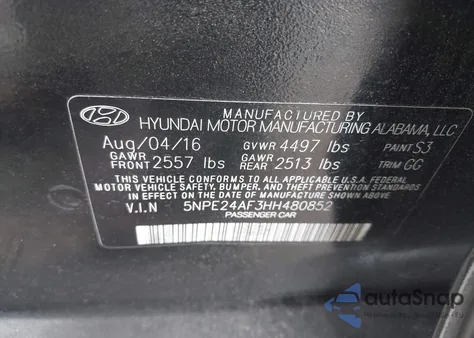 MANUFACTURED BY
HYUNDAI MOTOR MANUFACTURING ALABAMA, LLC
Aug/04/16 GVWR 4497 lbs PAINT S3
GAWR FRONT 2557 lbs GAWR REAR 2513 lbs TRIM GG
THIS VEHICLE CONFORMS TO ALL APPLICABLE U.S.A. FEDERAL
MOTOR VEHICLE SAFETY, BUMPER, AND THEFT PREVENTION STANDARDS
IN EFFECT ON THE DATE OF MANUFACTURE SHOWN ABOVE.
V.I.N 5NPE24AF3HH480852
PASSENGER CAR
autoSnap